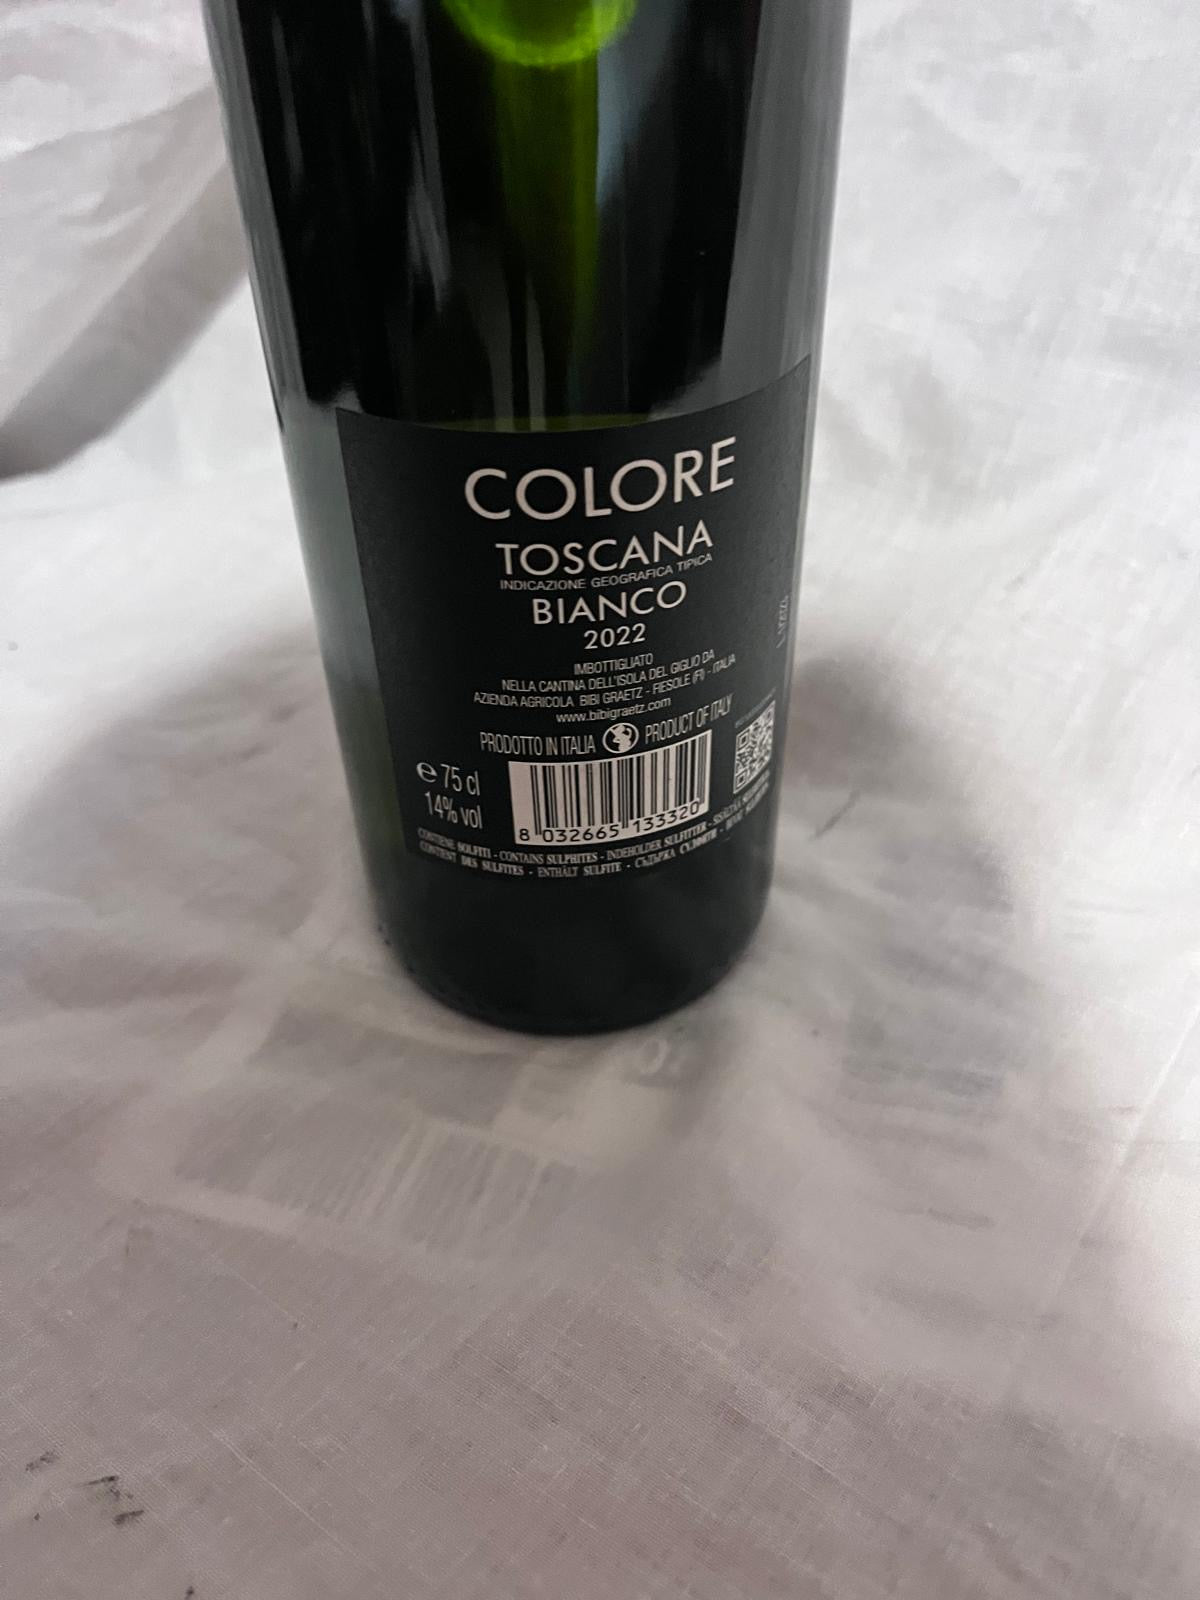 COLORE
TOSCANA
INDICAZIONE GEOGRAFICA TIPICA
BIANCO
2022
IMBOTTIGLIATO
NELLA CANTINA DELL'ISOLA DEL GIGLIO DA
AZIENDA AGRICOLA BIBI GRAETZ - FIESOLE (FI) - ITALIA
www.bibigraetz.com
PRODOTTO IN ITALIA PRODUCT OF ITALY
e 75 cl
14% vol
8 032665 133320
CONTIENE SOLFITI - CONTAINS SULPHITES - INDEHOLDER SULFITTER - SISÄLTÄÄ
CONTIENT DES SULFITES - ENTHÄLT SULFITE - СЪДЪРЖА